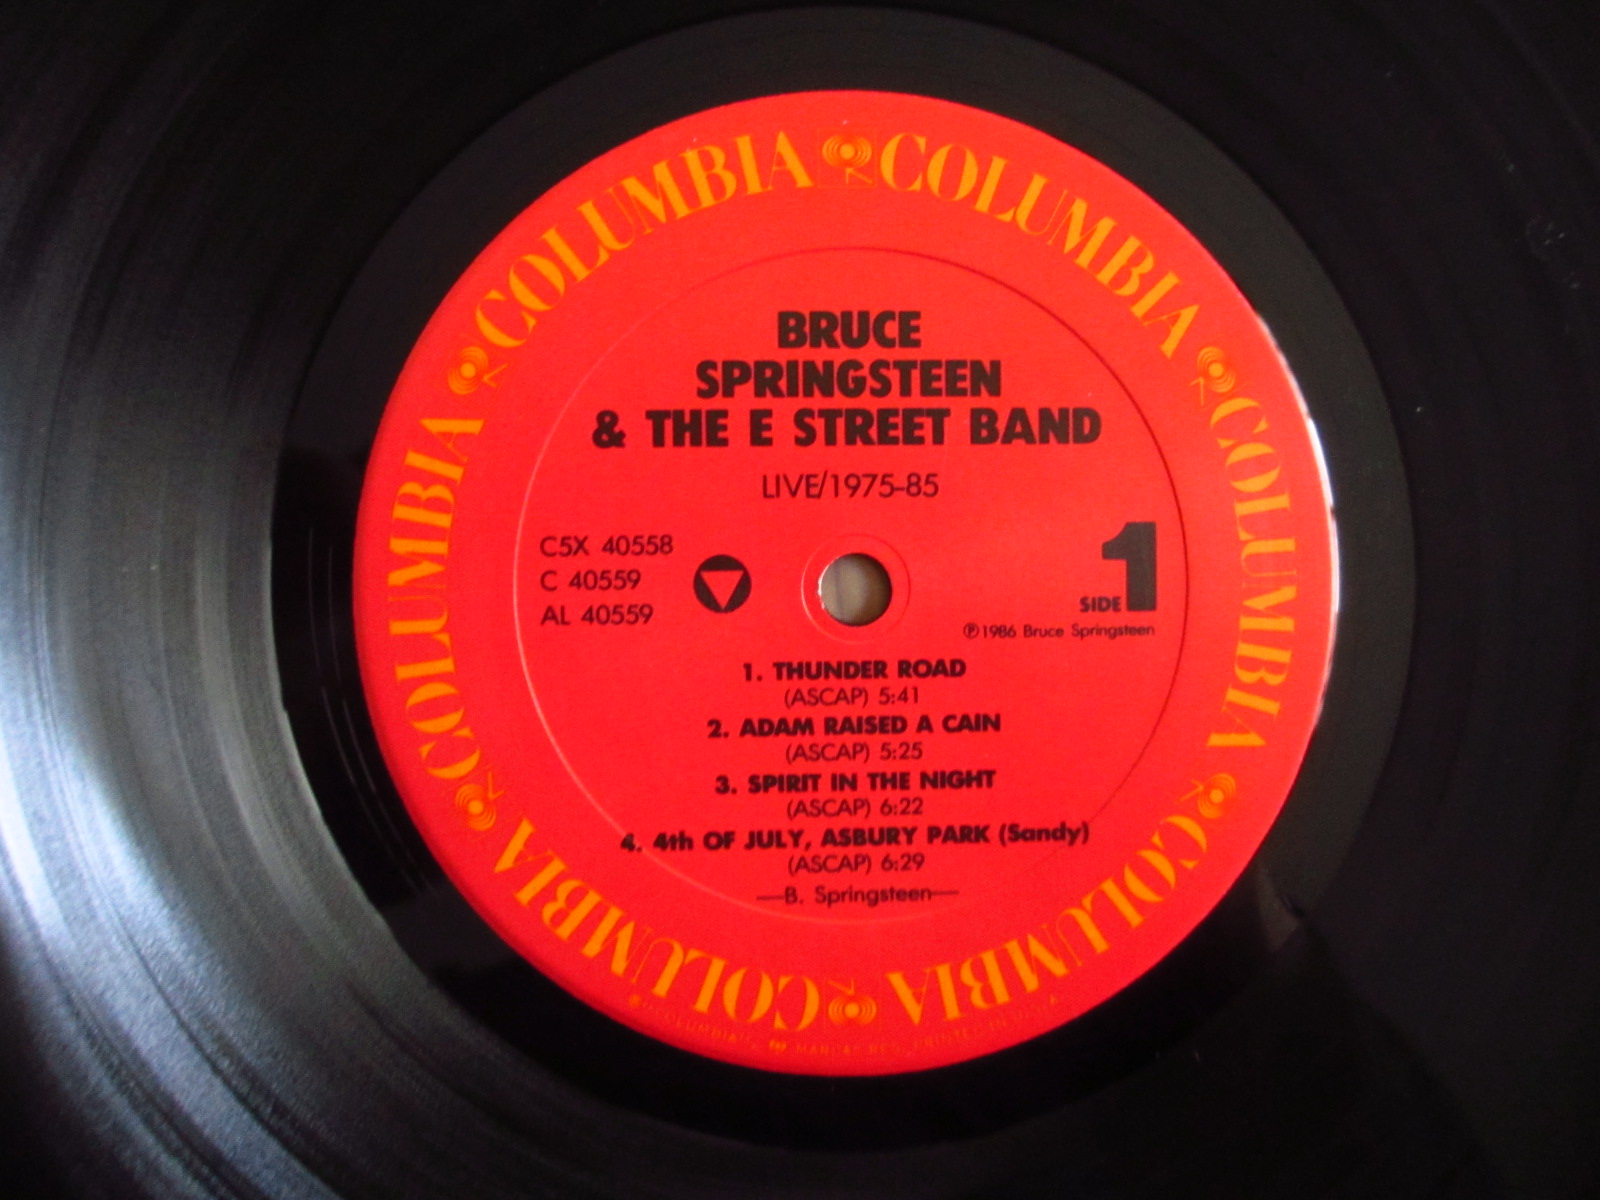 COLUMBIA COLUMBIA COLUMBIA COLUMBIA COLUMBIA COLUMBIA
BRUCE
SPRINGSTEEN
& THE E STREET BAND
LIVE/1975-85
C5X 40558
C 40559
AL 40559
SIDE 1
℗1986 Bruce Springsteen
1. THUNDER ROAD
(ASCAP) 5:41
2. ADAM RAISED A CAIN
(ASCAP) 5:25
3. SPIRIT IN THE NIGHT
(ASCAP) 6:22
4. 4th OF JULY, ASBURY PARK (Sandy)
(ASCAP) 6:29
—B. Springsteen—